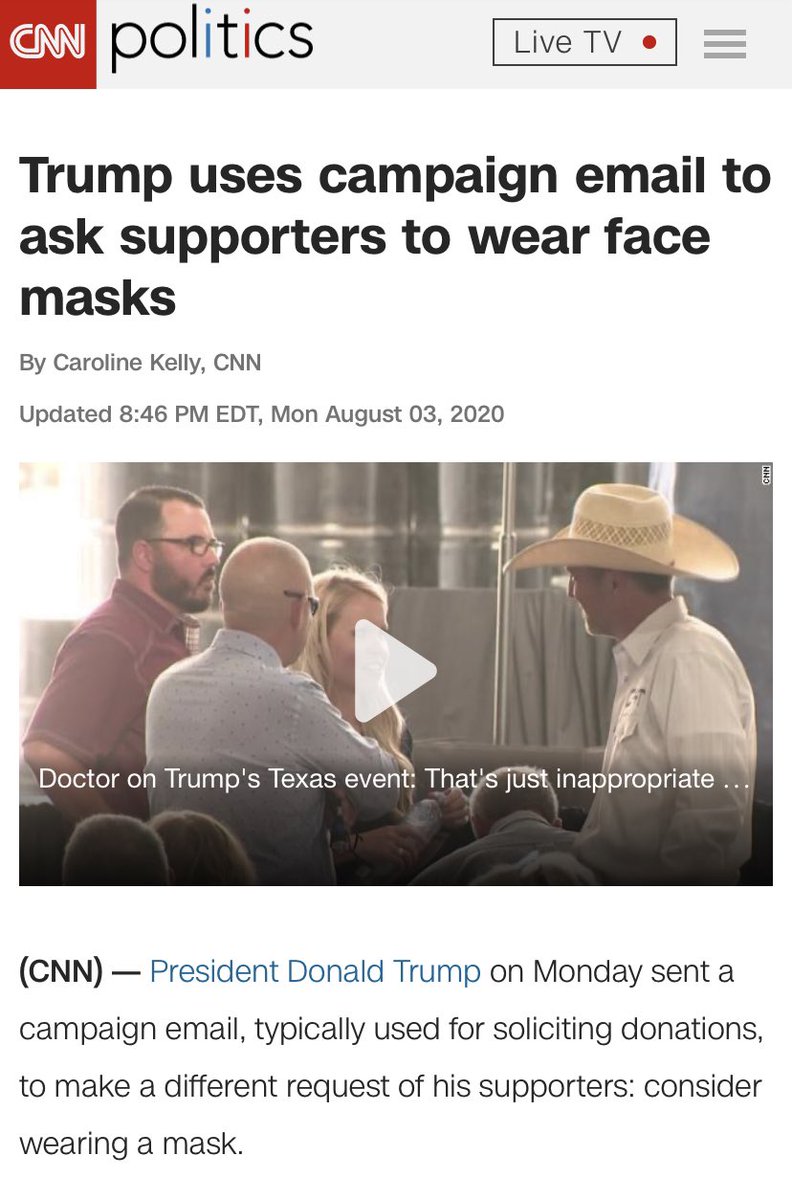 CNN politics Live TV
Trump uses campaign email to
ask supporters to wear face
masks
By Caroline Kelly, CNN
Updated 8:46 PM EDT, Mon August 03, 2020
CNN
Doctor on Trump's Texas event: That's just inappropriate ...
(CNN) — President Donald Trump on Monday sent a
campaign email, typically used for soliciting donations,
to make a different request of his supporters: consider
wearing a mask.